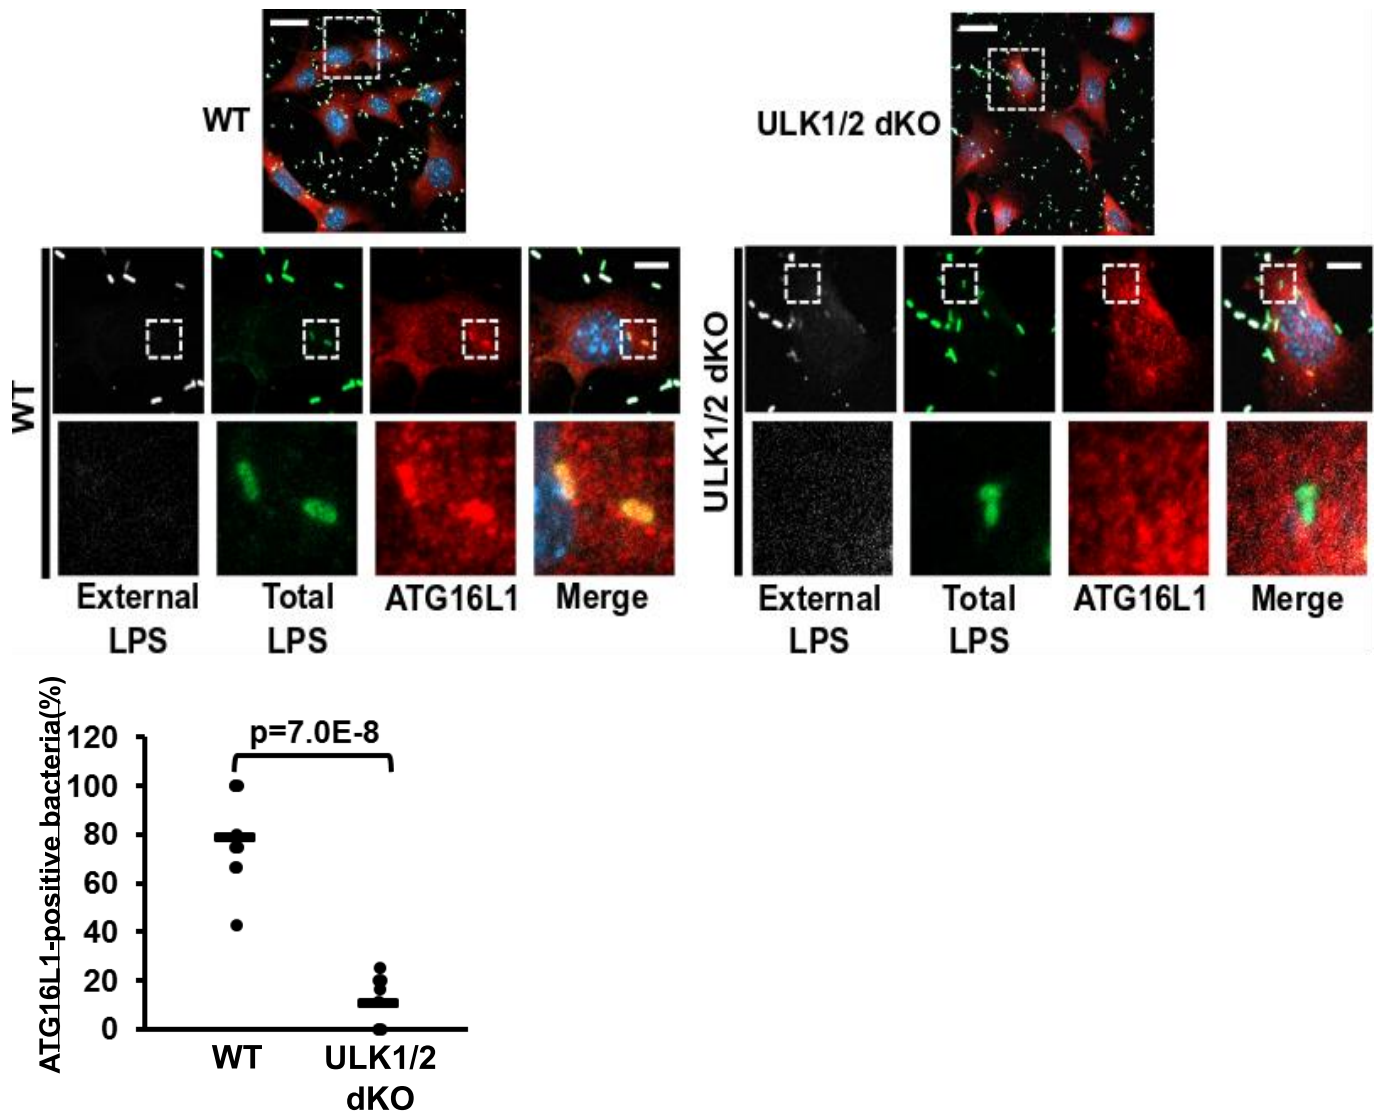 WT
ULK1/2 dKO
WT
ULK1/2 dKO
External LPS
Total LPS
ATG16L1
Merge
External LPS
Total LPS
ATG16L1
Merge
ATG16L1-positive bacteria(%)
p=7.0E-8
120
100
80
60
40
20
0
WT
ULK1/2
dKO